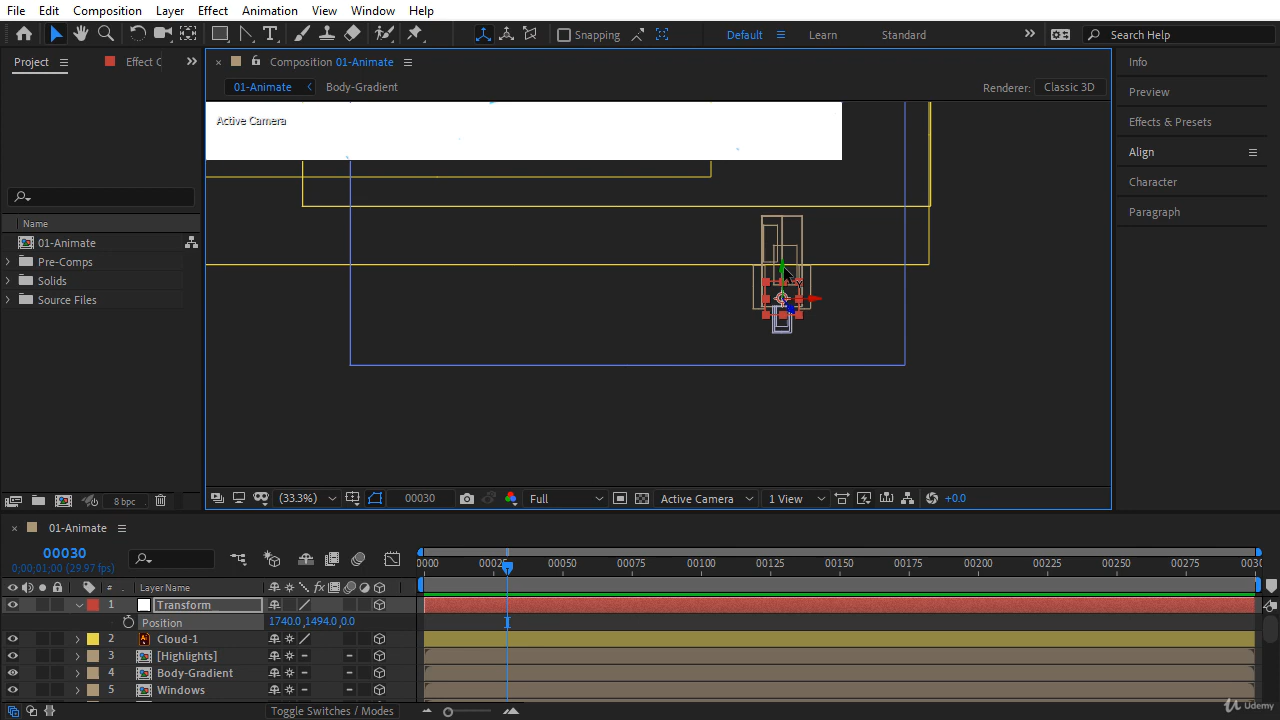 File Edit Composition Layer Effect Animation View Window Help
Snapping Default Learn Standard Search Help
Project Effect C Composition 01-Animate Info
01-Animate Body-Gradient Renderer: Classic 3D
Preview
Active Camera
Effects & Presets
Align
Character
Paragraph
Name
01-Animate
Pre-Comps
Solids
Source Files
8 bpc (33.3%) 00030 Full Active Camera 1 View +0.0
01-Animate
00030
0;00;01;00 (29.97 fps)
0000 00025 00050 00075 00100 00125 00150 00175 00200 00225 00250 00275 0030
# Layer Name
1 Transform
Position 1740.0,1494.0,0.0
2 Cloud-1
3 [Highlights]
4 Body-Gradient
5 Windows
Toggle Switches / Modes
Udemy